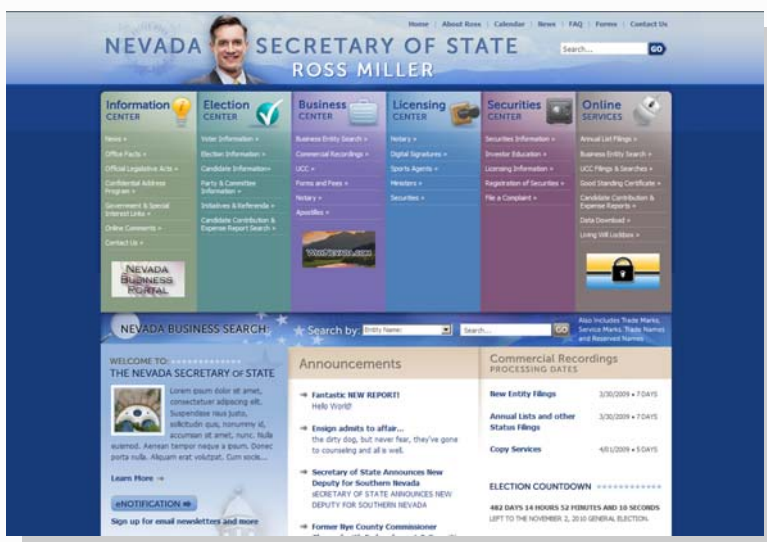 Home | About Ross | Calendar | News | FAQ | Forms | Contact Us
NEVADA SECRETARY OF STATE
ROSS MILLER
Search... GO
Information CENTER
News »
Office Facts »
Official Legislative Acts »
Confidential Address
Program »
Government & Special
Interest Links »
Online Comments »
Contact Us »
NEVADA
BUSINESS
PORTAL
Election CENTER
Voter Information »
Election Information »
Candidate Information»
Party & Committee
Information »
Initiatives & Referenda »
Candidate Contribution &
Expense Report Search »
Business CENTER
Business Entity Search »
Commercial Recordings »
UCC »
Forms and Fees »
Notary »
Apostilles »
Licensing CENTER
Notary »
Digital Signatures »
Sports Agents »
Ministers »
Securities »
Securities CENTER
Securities Information »
Investor Education »
Licensing Information »
Registration of Securities »
File a Complaint »
Online SERVICES
Annual List Filings »
Business Entity Search »
UCC Filings & Searches »
Good Standing Certificate »
Candidate Contribution &
Expense Reports »
Data Download »
Living Will Lockbox »
NEVADA BUSINESS SEARCH:
Search by: Entity Name: Search... GO
Also Includes Trade Marks,
Service Marks, Trade Names
and Reserved Names
WELCOME TO:
THE NEVADA SECRETARY OF STATE
Lorem ipsum dolor sit amet,
consectetuer adipiscing elit.
Suspendisse risus justo,
sollicitudin quis, nonummy id,
accumsan sit amet, nunc. Nulla
euismod. Aenean tempor neque a ipsum. Donec
porta nulla. Aliquam erat volutpat. Cum sociis...
Learn More
eNOTIFICATION
Sign up for email newsletters and more
Announcements
Fantastic NEW REPORT!
Hello World!
Ensign admits to affair...
the dirty dog, but never fear, they've gone
to counseling and all is well.
Secretary of State Announces New
Deputy for Southern Nevada
sECRETARY OF STATE ANNOUNCES NEW
DEPUTY FOR SOUTHERN NEVADA
Former Nye County Commissioner
Commercial Recordings
PROCESSING DATES
New Entity Filings 3/30/2009 • 7 DAYS
Annual Lists and other
Status Filings 3/30/2009 • 7 DAYS
Copy Services 4/01/2009 • 5 DAYS
ELECTION COUNTDOWN
482 DAYS 14 HOURS 52 MINUTES AND 10 SECONDS
LEFT TO THE NOVEMBER 2, 2010 GENERAL ELECTION.